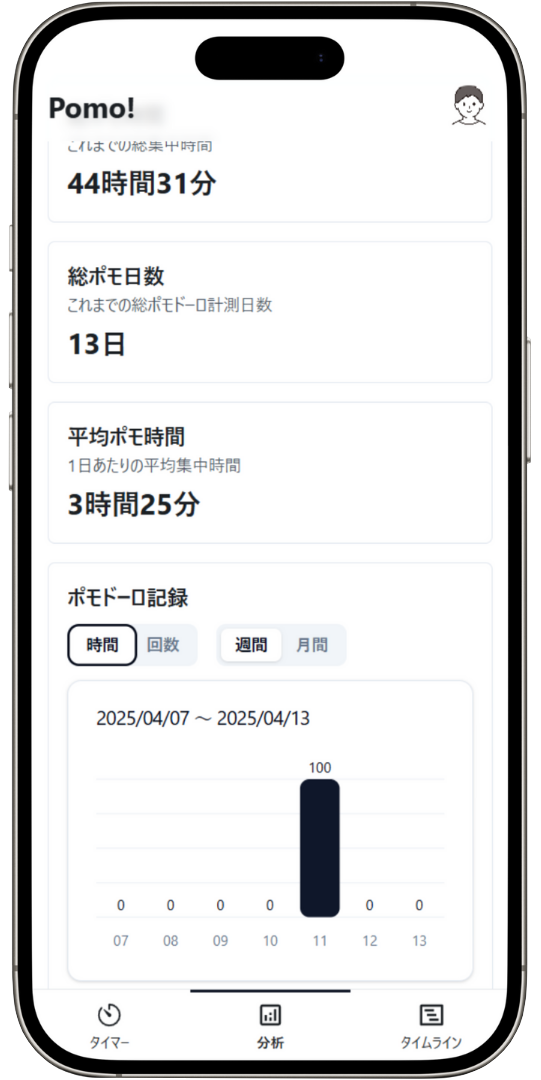 Pomo!
これまでの総集中時間
44時間31分
総ポモ日数
これまでの総ポモドーロ計測日数
13日
平均ポモ時間
1日あたりの平均集中時間
3時間25分
ポモドーロ記録
時間 回数 週間 月間
2025/04/07 ～ 2025/04/13
100
0 0 0 0 0 0
07 08 09 10 11 12 13
タイマー 分析 タイムライン